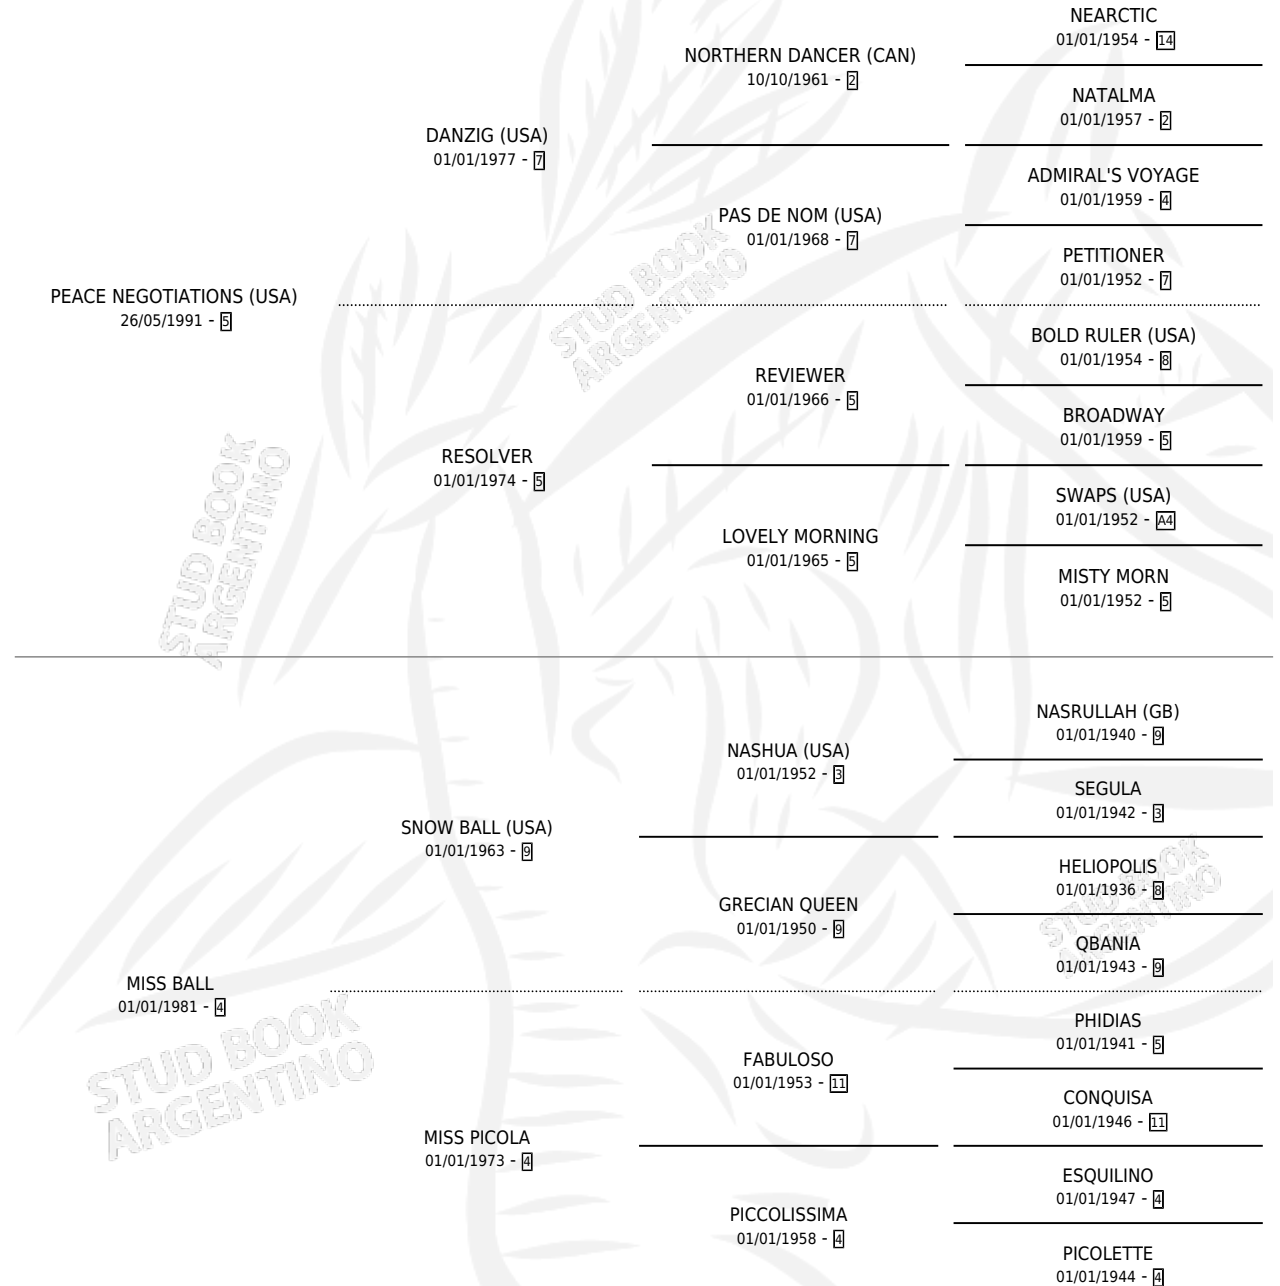 NEARCTIC
01/01/1954 - 14
NORTHERN DANCER (CAN)
10/10/1961 - 2
NATALMA
01/01/1957 - 2
DANZIG (USA)
01/01/1977 - 7
ADMIRAL'S VOYAGE
01/01/1959 - 4
PAS DE NOM (USA)
01/01/1968 - 7
PETITIONER
01/01/1952 - 7
PEACE NEGOTIATIONS (USA)
26/05/1991 - 5
BOLD RULER (USA)
01/01/1954 - 8
REVIEWER
01/01/1966 - 5
BROADWAY
01/01/1959 - 5
RESOLVER
01/01/1974 - 5
SWAPS (USA)
01/01/1952 - A4
LOVELY MORNING
01/01/1965 - 5
MISTY MORN
01/01/1952 - 5
NASRULLAH (GB)
01/01/1940 - 9
NASHUA (USA)
01/01/1952 - 3
SEGULA
01/01/1942 - 3
SNOW BALL (USA)
01/01/1963 - 9
HELIOPOLIS
01/01/1936 - 8
GRECIAN QUEEN
01/01/1950 - 9
QBANIA
01/01/1943 - 9
MISS BALL
01/01/1981 - 4
PHIDIAS
01/01/1941 - 5
FABULOSO
01/01/1953 - 11
CONQUISA
01/01/1946 - 11
MISS PICOLA
01/01/1973 - 4
ESQUILINO
01/01/1947 - 4
PICCOLISSIMA
01/01/1958 - 4
PICOLETTE
01/01/1944 - 4
STUD BOOK
ARGENTINO
STUD BOOK
ARGENTINO
STUD BOOK
ARGENTINO
STUD BOOK
ARGENTINO